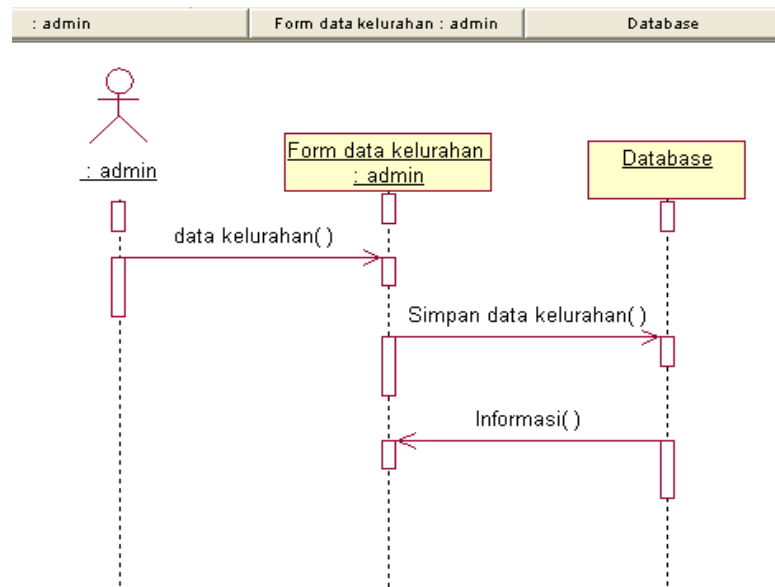 : admin
Form data kelurahan : admin
Database
: admin
Form data kelurahan
: admin
Database
data kelurahan( )
Simpan data kelurahan( )
Informasi( )